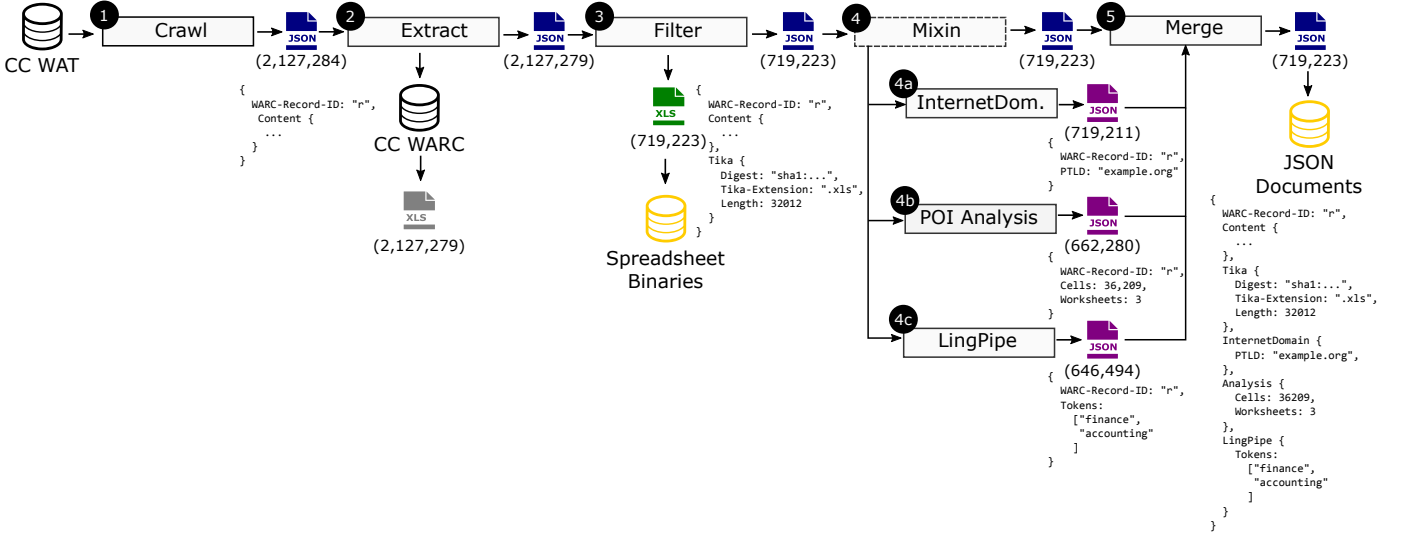 1
Crawl
CC WAT
JSON
(2,127,284)
{
WARC-Record-ID: "r",
Content {
...
}
}
2
Extract
CC WARC
XLS
(2,127,279)
JSON
(2,127,279)
3
Filter
XLS
(719,223)
Spreadsheet
Binaries
JSON
(719,223)
{
WARC-Record-ID: "r",
Content {
...
},
Tika {
Digest: "sha1:...",
Tika-Extension: ".xls",
Length: 32012
}
}
4
Mixin
JSON
(719,223)
4a
InternetDom.
JSON
(719,211)
{
WARC-Record-ID: "r",
PTLD: "example.org"
}
4b
POI Analysis
JSON
(662,280)
{
WARC-Record-ID: "r",
Cells: 36,209,
Worksheets: 3
}
4c
LingPipe
JSON
(646,494)
{
WARC-Record-ID: "r",
Tokens:
["finance",
"accounting"
]
}
5
Merge
JSON
(719,223)
JSON
Documents
{
WARC-Record-ID: "r",
Content {
...
},
Tika {
Digest: "sha1:...",
Tika-Extension: ".xls",
Length: 32012
},
InternetDomain {
PTLD: "example.org",
},
Analysis {
Cells: 36209,
Worksheets: 3
},
LingPipe {
Tokens:
["finance",
"accounting"
]
}
}